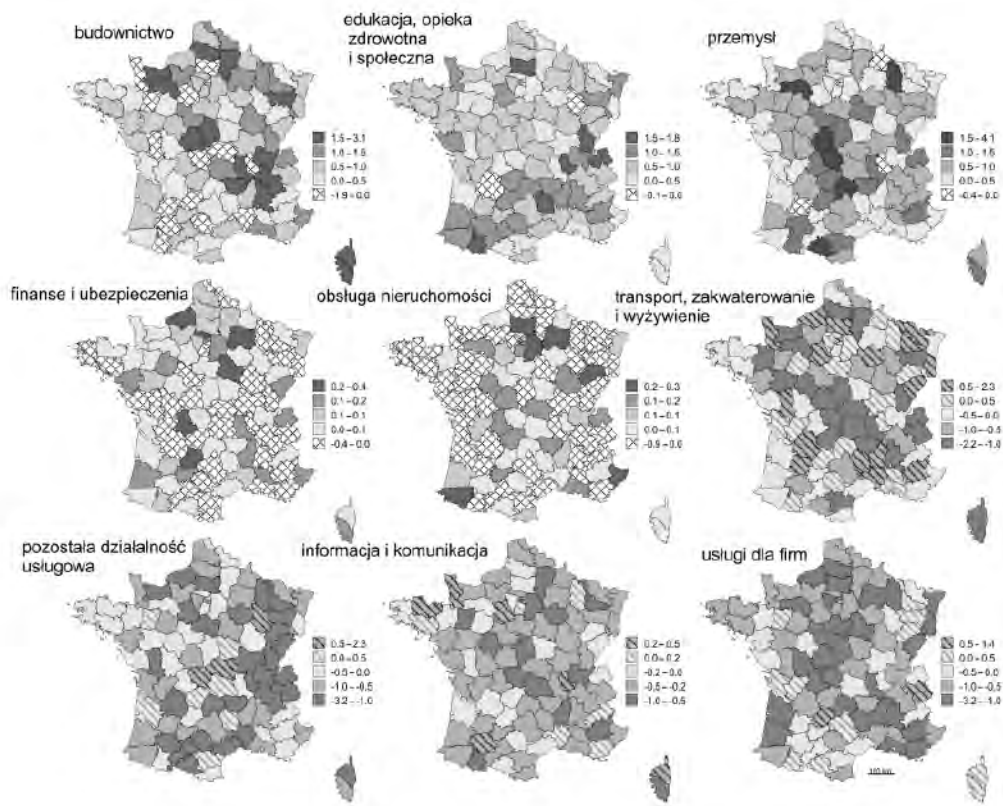 budownictwo
1.5 – 3.1
1.0 – 1.5
0.5 – 1.0
0.0 – 0.5
-1.9 – 0.0
edukacja, opieka
zdrowotna
i społeczna
1.5 – 1.8
1.0 – 1.5
0.5 – 1.0
0.0 – 0.5
-0.1 – 0.0
przemysł
1.5 – 4.1
1.0 – 1.5
0.5 – 1.0
0.0 – 0.5
-0.4 – 0.0
finanse i ubezpieczenia
0.2 – 0.4
0.1 – 0.2
0.1 – 0.1
0.0 – 0.1
-0.4 – 0.0
obsługa nieruchomości
0.2 – 0.3
0.1 – 0.2
0.1 – 0.1
0.0 – 0.1
-0.9 – 0.0
transport, zakwaterowanie
i wyżywienie
0.5 – 2.3
0.0 – 0.5
-0.5 – 0.0
-1.0 – -0.5
-2.2 – -1.0
pozostała działalność
usługowa
0.5 – 2.3
0.0 – 0.5
-0.5 – 0.0
-1.0 – -0.5
-3.2 – -1.0
informacja i komunikacja
0.2 – 0.5
0.0 – 0.2
-0.2 – 0.0
-0.5 – -0.2
-1.0 – -0.5
usługi dla firm
0.5 – 1.4
0.0 – 0.5
-0.5 – 0.0
-1.0 – -0.5
-3.2 – -1.0